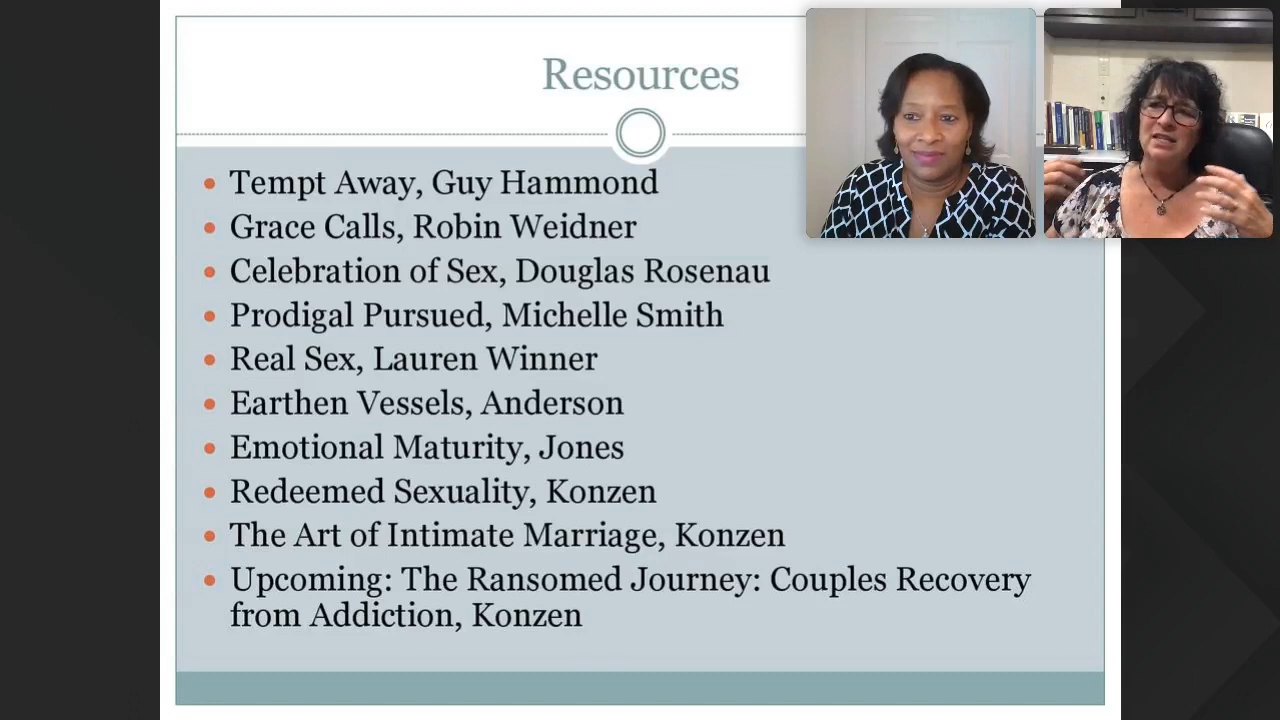 Resources
Tempt Away, Guy Hammond
Grace Calls, Robin Weidner
Celebration of Sex, Douglas Rosenau
Prodigal Pursued, Michelle Smith
Real Sex, Lauren Winner
Earthen Vessels, Anderson
Emotional Maturity, Jones
Redeemed Sexuality, Konzen
The Art of Intimate Marriage, Konzen
Upcoming: The Ransomed Journey: Couples Recovery
from Addiction, Konzen